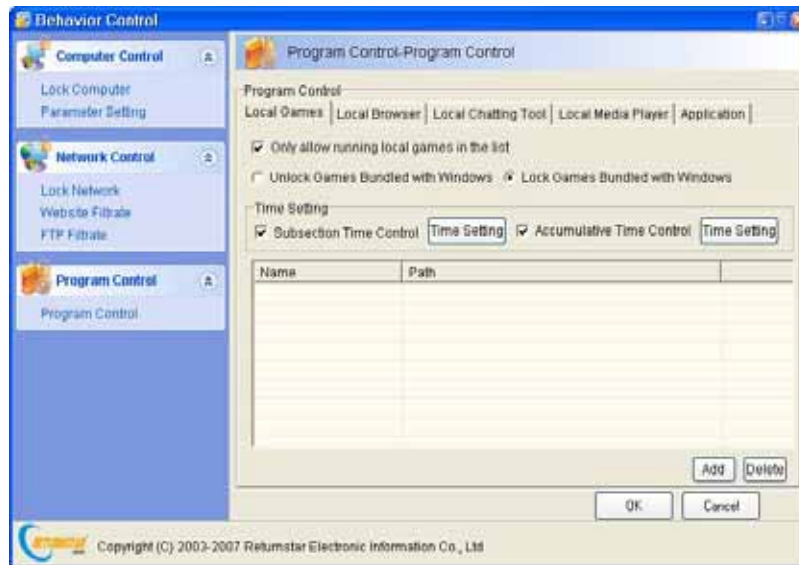 Behavior Control
Computer Control
Lock Computer
Parameter Setting
Network Control
Lock Network
Website Filtrate
FTP Filtrate
Program Control
Program Control
Program Control-Program Control
Program Control
Local Games Local Browser Local Chatting Tool Local Media Player Application
Only allow running local games in the list
Unlock Games Bundled with Windows Lock Games Bundled with Windows
Time Setting
Subsection Time Control Time Setting Accumulative Time Control Time Setting
Name Path
Add Delete
OK Cancel
Copyright (C) 2003-2007 Returnstar Electronic Information Co., Ltd